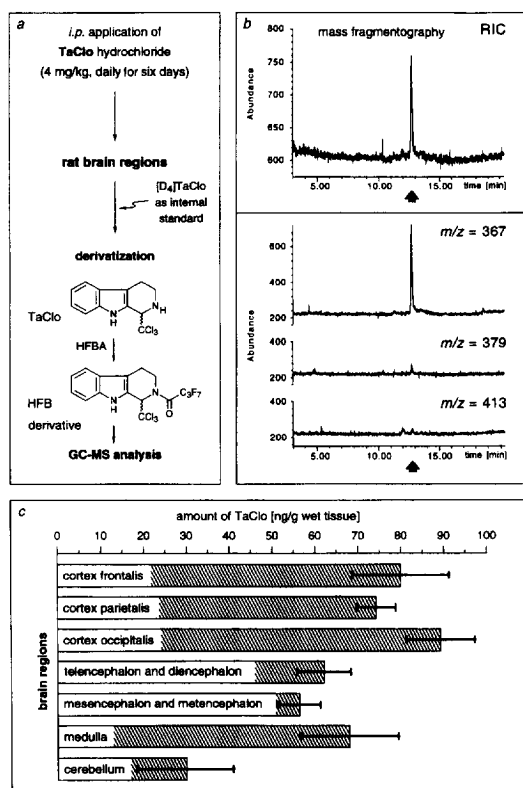 a
i.p. application of
TaClo hydrochloride
(4 mg/kg, daily for six days)
rat brain regions
[D4]TaClo
as internal
standard
derivatization
TaClo
N
H
NH
CCl3
HFBA
HFB
derivative
N
H
N
C3F7
O
CCl3
GC-MS analysis
b
mass fragmentography
RIC
Abundance
800
750
700
650
600
5.00
10.00
15.00
time [min]
m/z = 367
Abundance
600
200
m/z = 379
400
200
m/z = 413
400
200
5.00
10.00
15.00
time [min]
c
amount of TaClo [ng/g wet tissue]
0
10
20
30
40
50
60
70
80
90
100
brain regions
cortex frontalis
cortex parietalis
cortex occipitalis
telencephalon and diencephalon
mesencephalon and metencephalon
medulla
cerebellum